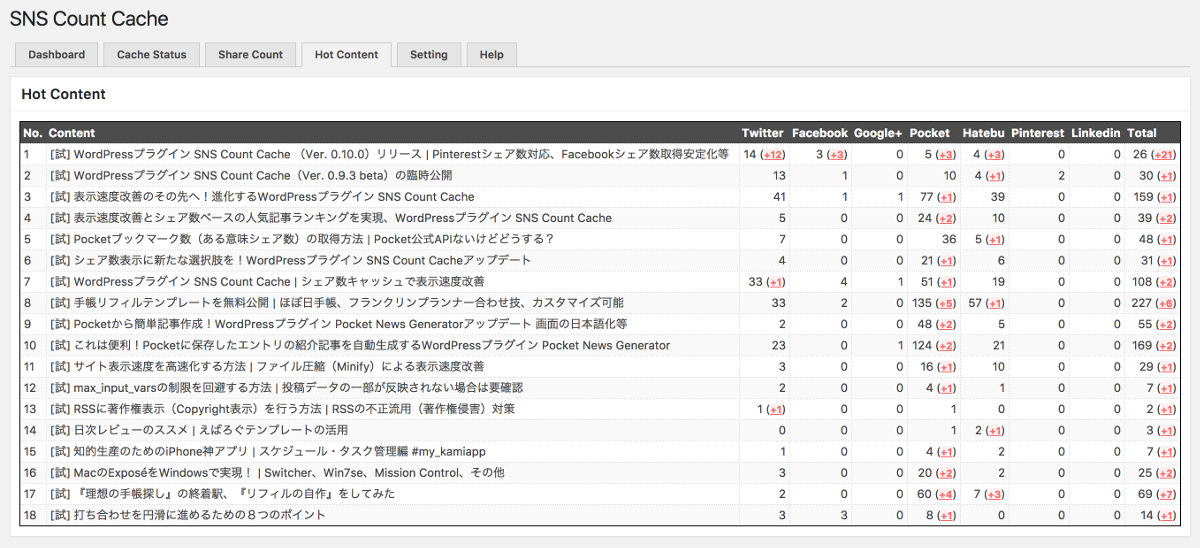 SNS Count Cache
Dashboard Cache Status Share Count Hot Content Setting Help
Hot Content
No. Content Twitter Facebook Google+ Pocket Hatebu Pinterest Linkedin Total
1 [試] WordPressプラグイン SNS Count Cache （Ver. 0.10.0）リリース | Pinterestシェア数対応、Facebookシェア数取得安定化等 14 (+12) 3 (+3) 0 5 (+3) 4 (+3) 0 0 26 (+21)
2 [試] WordPressプラグイン SNS Count Cache（Ver. 0.9.3 beta）の臨時公開 13 1 0 10 4 (+1) 2 0 30 (+1)
3 [試] 表示速度改善のその先へ！進化するWordPressプラグイン SNS Count Cache 41 1 1 77 (+1) 39 0 0 159 (+1)
4 [試] 表示速度改善とシェア数ベースの人気記事ランキングを実現、WordPressプラグイン SNS Count Cache 5 0 0 24 (+2) 10 0 0 39 (+2)
5 [試] Pocketブックマーク数（ある意味シェア数）の取得方法 | Pocket公式APIないけどどうする？ 7 0 0 36 5 (+1) 0 0 48 (+1)
6 [試] シェア数表示に新たな選択肢を！WordPressプラグイン SNS Count Cacheアップデート 4 0 0 21 (+1) 6 0 0 31 (+1)
7 [試] WordPressプラグイン SNS Count Cache | シェア数キャッシュで表示速度改善 33 (+1) 4 1 51 (+1) 19 0 0 108 (+2)
8 [試] 手帳リフィルテンプレートを無料公開 | ほぼ日手帳、フランクリンプランナー合わせ技、カスタマイズ可能 33 2 0 135 (+5) 57 (+1) 0 0 227 (+6)
9 [試] Pocketから簡単記事作成！WordPressプラグイン Pocket News Generatorアップデート 画面の日本語化等 2 0 0 48 (+2) 5 0 0 55 (+2)
10 [試] これは便利！Pocketに保存したエントリの紹介記事を自動生成するWordPressプラグイン Pocket News Generator 23 0 1 124 (+2) 21 0 0 169 (+2)
11 [試] サイト表示速度を高速化する方法 | ファイル圧縮（Minify）による表示速度改善 3 0 0 16 (+1) 10 0 0 29 (+1)
12 [試] max_input_varsの制限を回避する方法 | 投稿データの一部が反映されない場合は要確認 2 0 0 4 (+1) 1 0 0 7 (+1)
13 [試] RSSに著作権表示（Copyright表示）を行う方法 | RSSの不正流用（著作権侵害）対策 1 (+1) 0 0 1 0 0 0 2 (+1)
14 [試] 日次レビューのススメ | えぱろぐテンプレートの活用 0 0 0 1 2 (+1) 0 0 3 (+1)
15 [試] 知的生産のためのiPhone神アプリ | スケジュール・タスク管理編 #my_kamiapp 1 0 0 4 (+1) 2 0 0 7 (+1)
16 [試] MacのExposéをWindowsで実現！ | Switcher、Win7se、Mission Control、その他 3 0 0 20 (+2) 2 0 0 25 (+2)
17 [試] 『理想の手帳探し』の終着駅、『リフィルの自作』をしてみた 2 0 0 60 (+4) 7 (+3) 0 0 69 (+7)
18 [試] 打ち合わせを円滑に進めるための８つのポイント 3 3 0 8 (+1) 0 0 0 14 (+1)